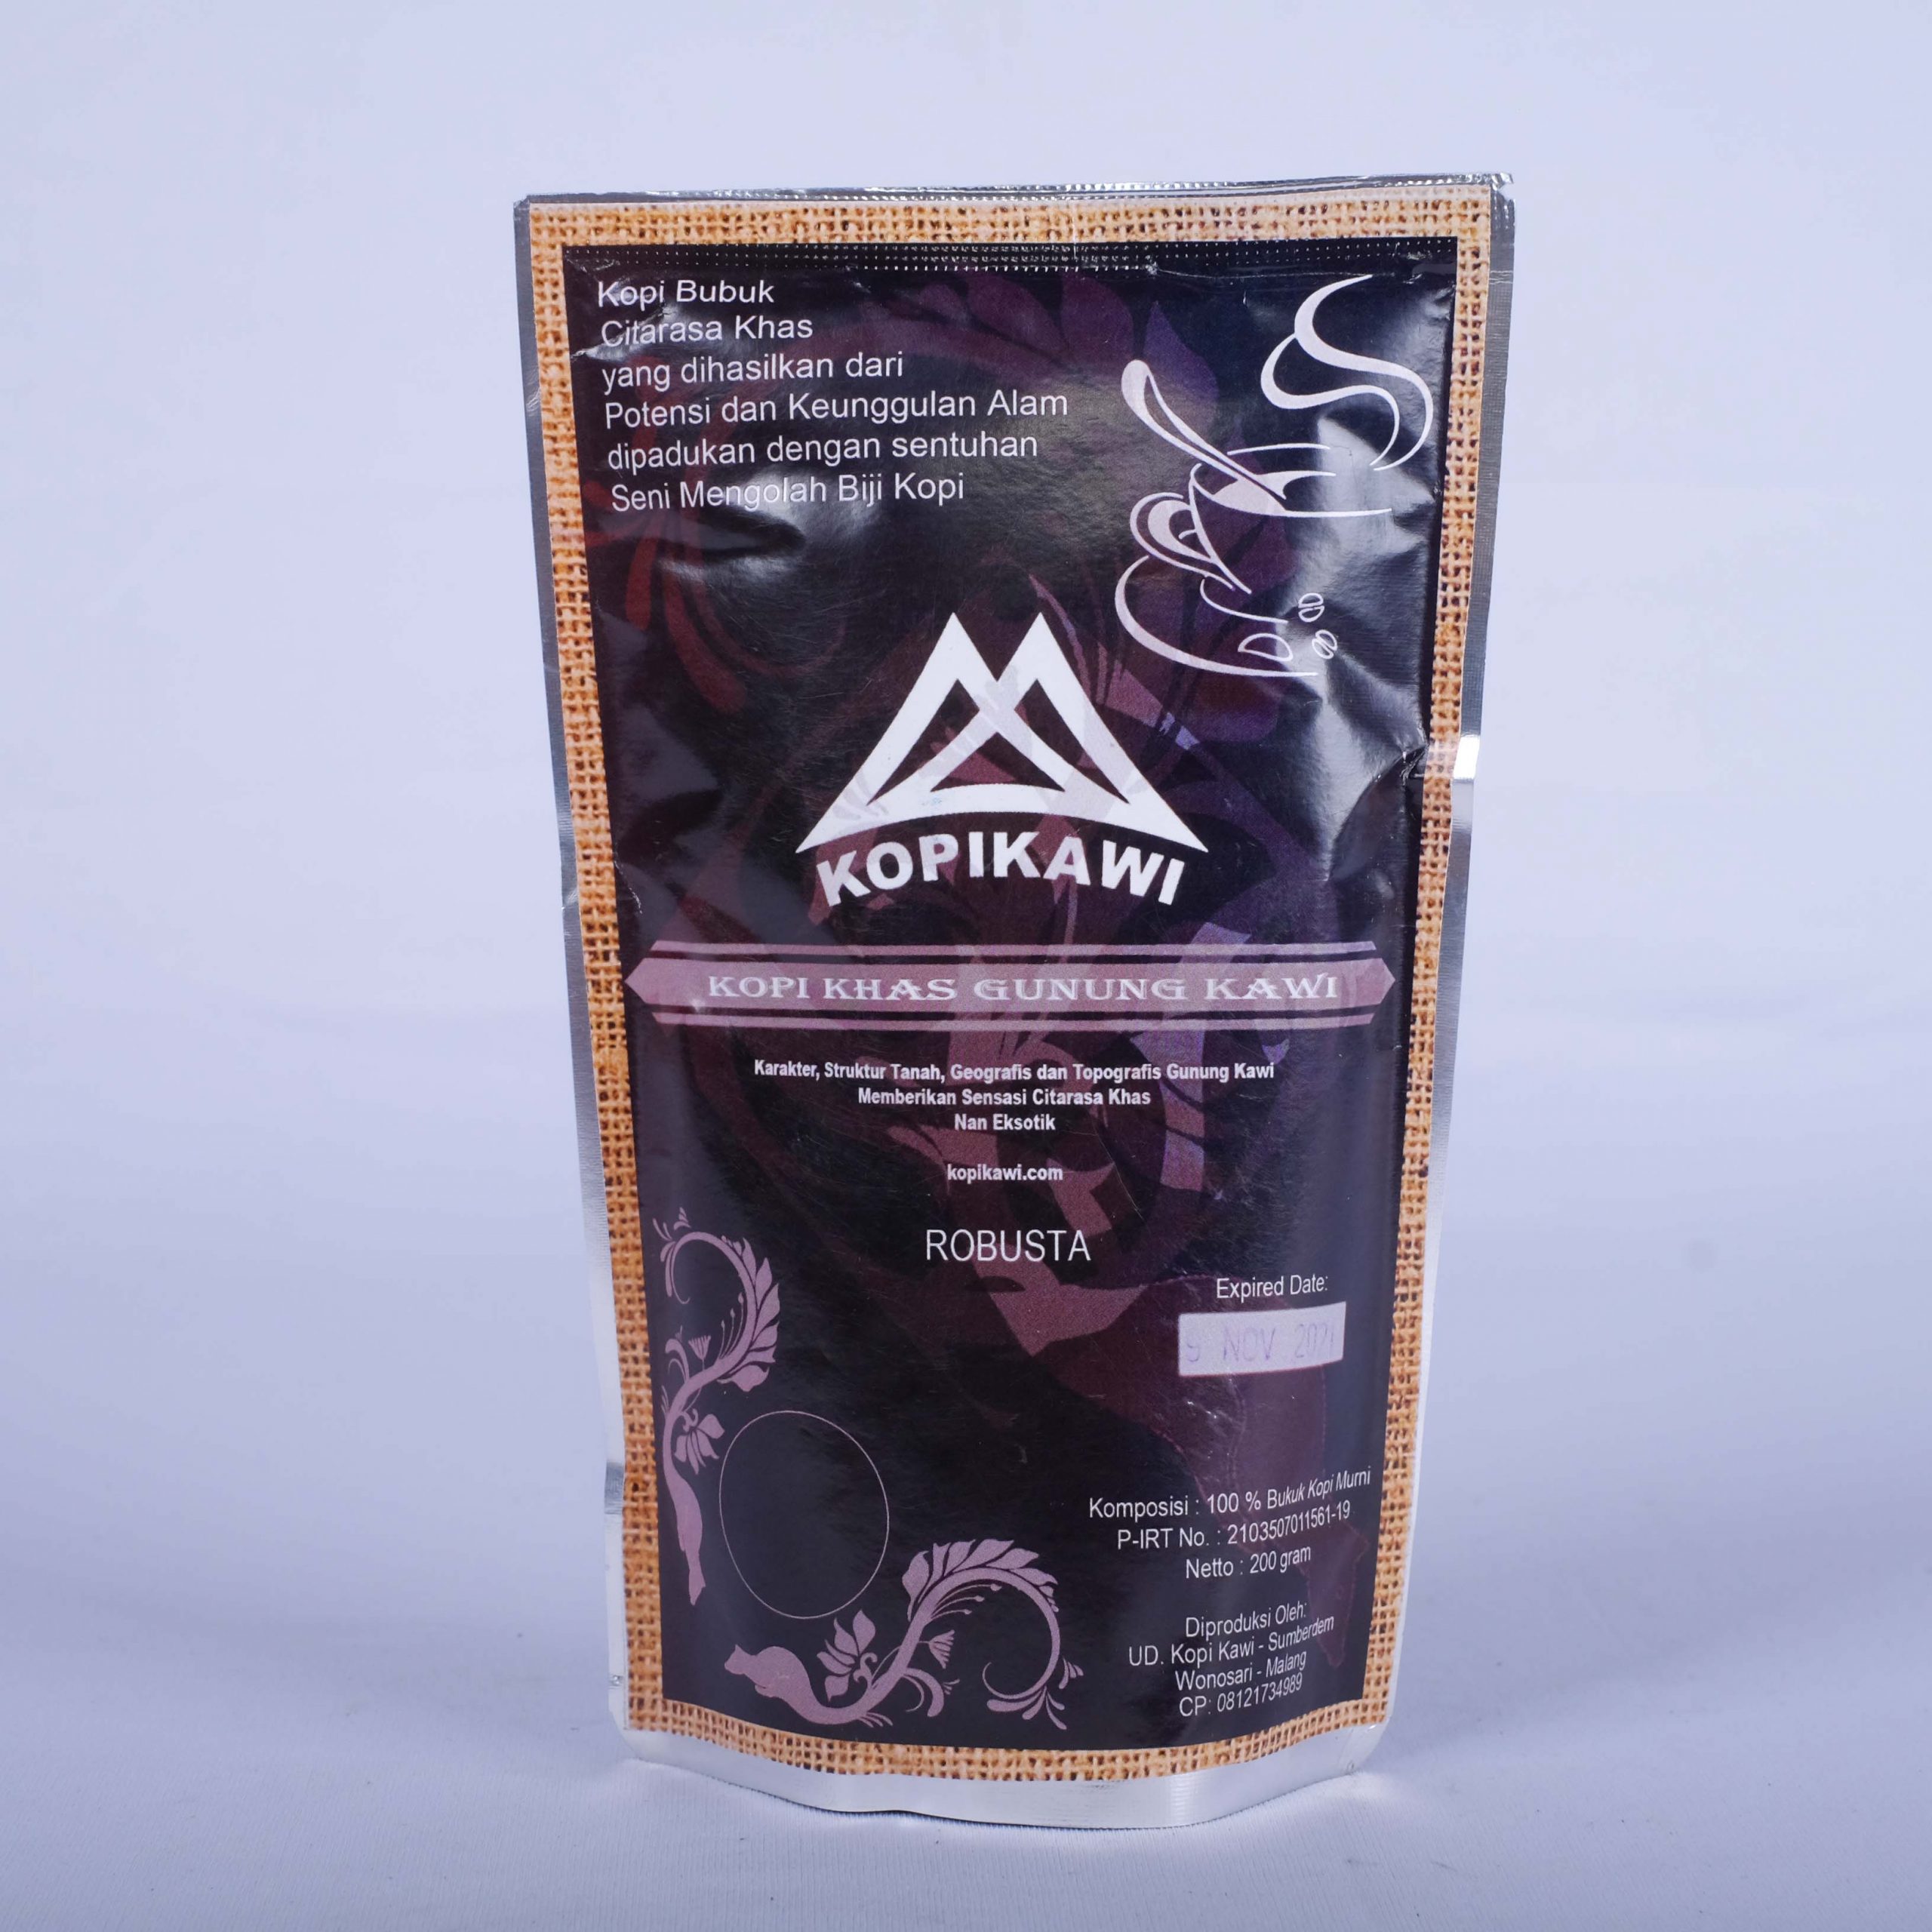 Kopi Bubuk
Citarasa Khas
yang dihasilkan dari
Potensi dan Keunggulan Alam
dipadukan dengan sentuhan
Seni Mengolah Biji Kopi
KOPIKAWI
KOPI KHAS GUNUNG KAWI
Karakter, Struktur Tanah, Geografis dan Topografis Gunung Kawi
Memberikan Sensasi Citarasa Khas
Nan Eksotik
kopikawi.com
ROBUSTA
Expired Date:
9 NOV 2021
Komposisi : 100 % Bukuk Kopi Murni
P-IRT No. : 2103507011561-19
Netto : 200 gram
Diproduksi Oleh:
UD. Kopi Kawi - Sumberdem
Wonosari - Malang
CP: 08121734989